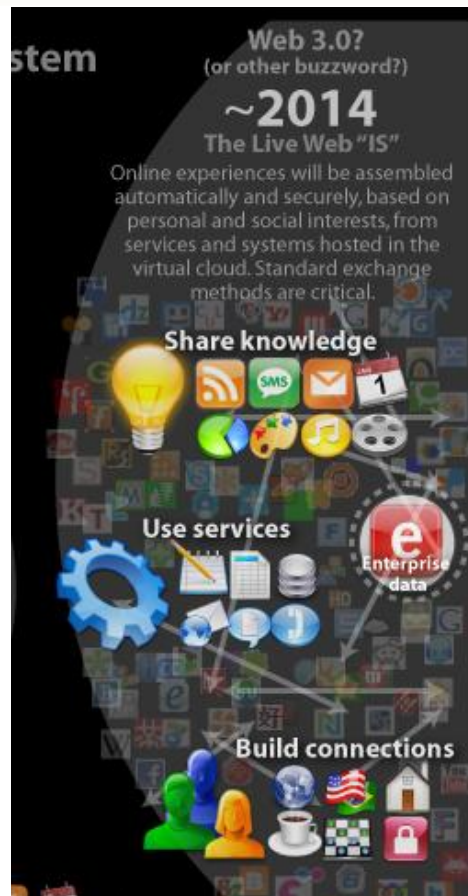 stem
Web 3.0?
(or other buzzword?)
~2014
The Live Web "IS"
Online experiences will be assembled
automatically and securely, based on
personal and social interests, from
services and systems hosted in the
virtual cloud. Standard exchange
methods are critical.
Share knowledge
SMS
JAN
1
Use services
e
Enterprise
data
Build connections